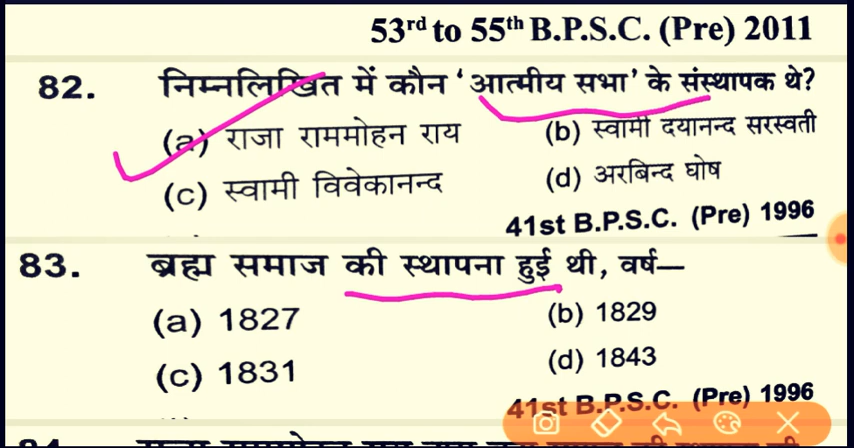 53rd to 55th B.P.S.C. (Pre) 2011
82. निम्नलिखित में कौन ‘आत्मीय सभा’ के संस्थापक थे?
(a) राजा राममोहन राय (b) स्वामी दयानन्द सरस्वती
(c) स्वामी विवेकानन्द (d) अरबिन्द घोष
41st B.P.S.C. (Pre) 1996
83. ब्रह्म समाज की स्थापना हुई थी, वर्ष—
(a) 1827 (b) 1829
(c) 1831 (d) 1843
41st B.P.S.C. (Pre) 1996